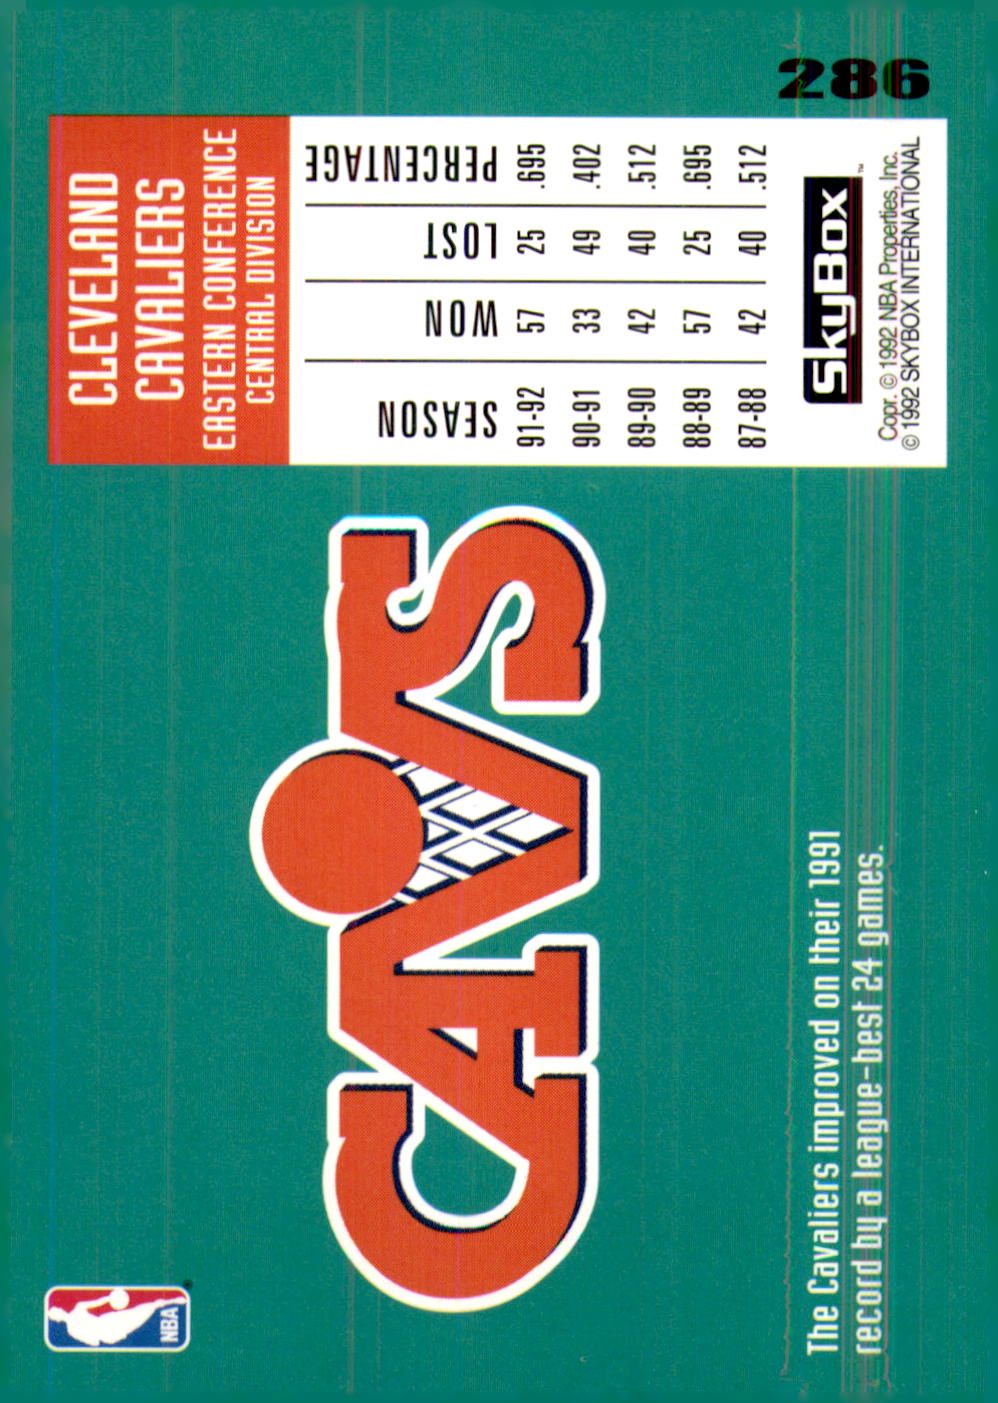 NBA
CAVS
The Cavaliers improved on their 1991
record by a league-best 24 games.
CLEVELAND
CAVALIERS
EASTERN CONFERENCE
CENTRAL DIVISION
SEASON WON LOST PERCENTAGE
91-92 57 25 .695
90-91 33 49 .402
89-90 42 40 .512
88-89 57 25 .695
87-88 42 40 .512
SkyBox™
Copr. © 1992 NBA Properties, Inc.
© 1992 SKYBOX INTERNATIONAL
286